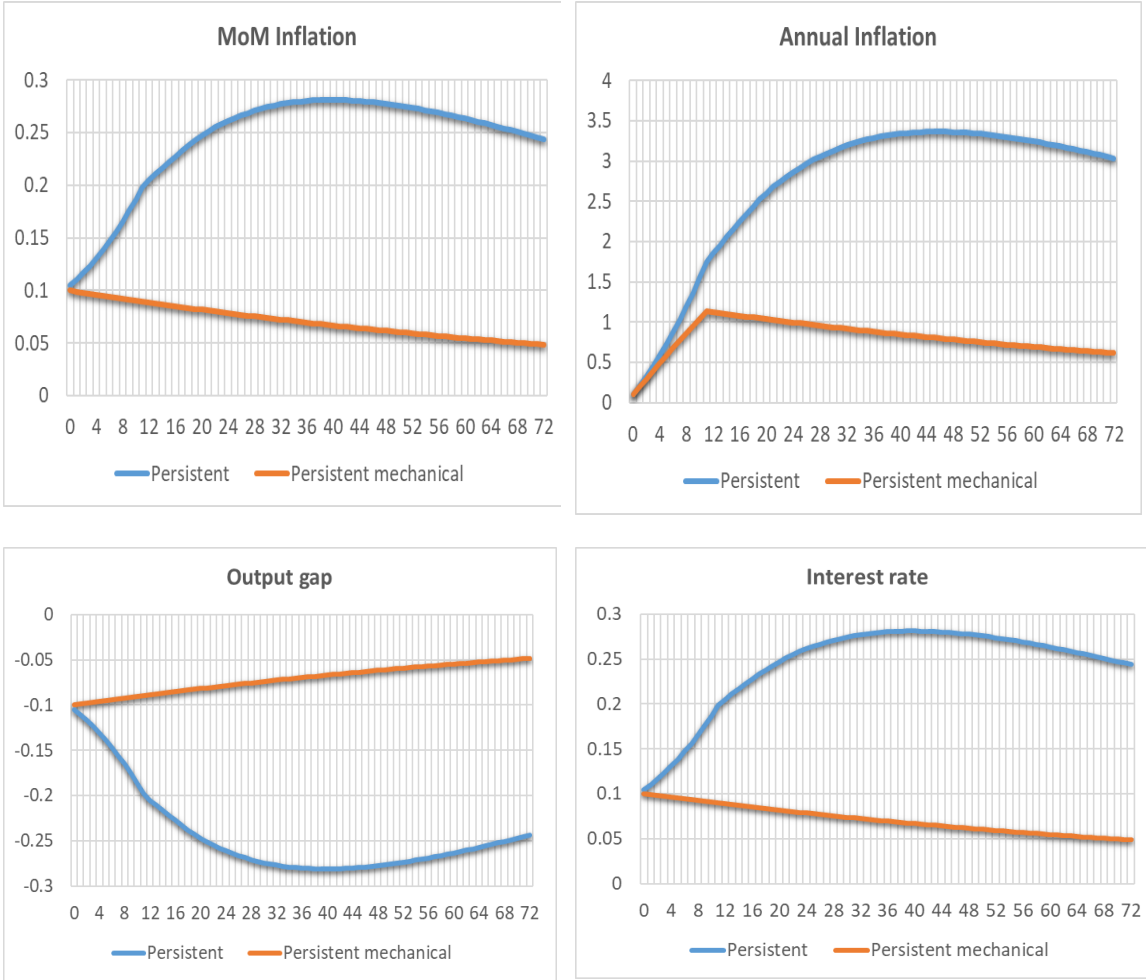 MoM Inflation
0.3
0.25
0.2
0.15
0.1
0.05
0
0 4 8 12 16 20 24 28 32 36 40 44 48 52 56 60 64 68 72
Persistent Persistent mechanical
Annual Inflation
4
3.5
3
2.5
2
1.5
1
0.5
0
0 4 8 12 16 20 24 28 32 36 40 44 48 52 56 60 64 68 72
Persistent Persistent mechanical
Output gap
0
-0.05
-0.1
-0.15
-0.2
-0.25
-0.3
0 4 8 12 16 20 24 28 32 36 40 44 48 52 56 60 64 68 72
Persistent Persistent mechanical
Interest rate
0.3
0.25
0.2
0.15
0.1
0.05
0
0 4 8 12 16 20 24 28 32 36 40 44 48 52 56 60 64 68 72
Persistent Persistent mechanical